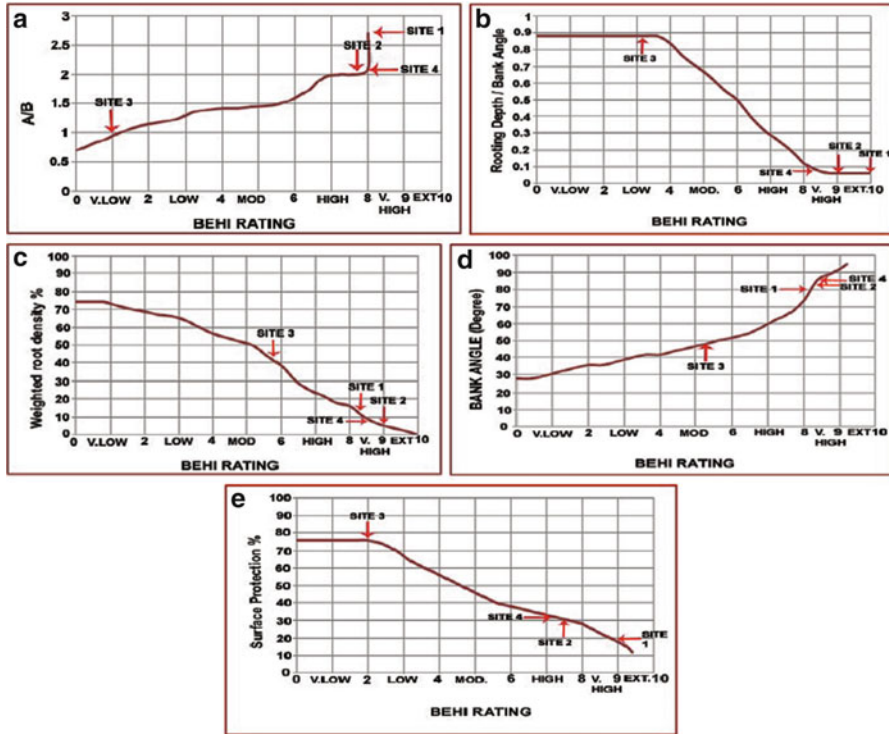 a
3
2.5
2
1.5
1
0.5
0
A/B
SITE 1
SITE 2
SITE 4
SITE 3
0 V.LOW 2 LOW 4 MOD 6 HIGH 8 V. HIGH 9 EXT 10
BEHI RATING
b
1
0.9
0.8
0.7
0.6
0.5
0.4
0.3
0.2
0.1
0
Rooting Depth / Bank Angle
SITE 3
SITE 2
SITE 1
SITE 4
0 V.LOW 2 LOW 4 MOD. 6 HIGH 8 V. HIGH 9 EXT. 10
BEHI RATING
c
100
90
80
70
60
50
40
30
20
10
0
Weighted root density %
SITE 3
SITE 1
SITE 2
SITE 4
0 V.LOW 2 LOW 4 MOD 6 HIGH 8 V. HIGH 9 EXT 10
BEHI RATING
d
100
90
80
70
60
50
40
30
20
10
0
BANK ANGLE (Degree)
SITE 4
SITE 1
SITE 2
SITE 3
0 V.LOW 2 LOW 4 MOD 6 HIGH 8 V. HIGH 9 EXT 10
BEHI RATING
e
100
90
80
70
60
50
40
30
20
10
0
Surface Protection %
SITE 3
SITE 4
SITE 2
SITE 1
0 V.LOW 2 LOW 4 MOD. 6 HIGH 8 V. HIGH 9 EXT. 10
BEHI RATING